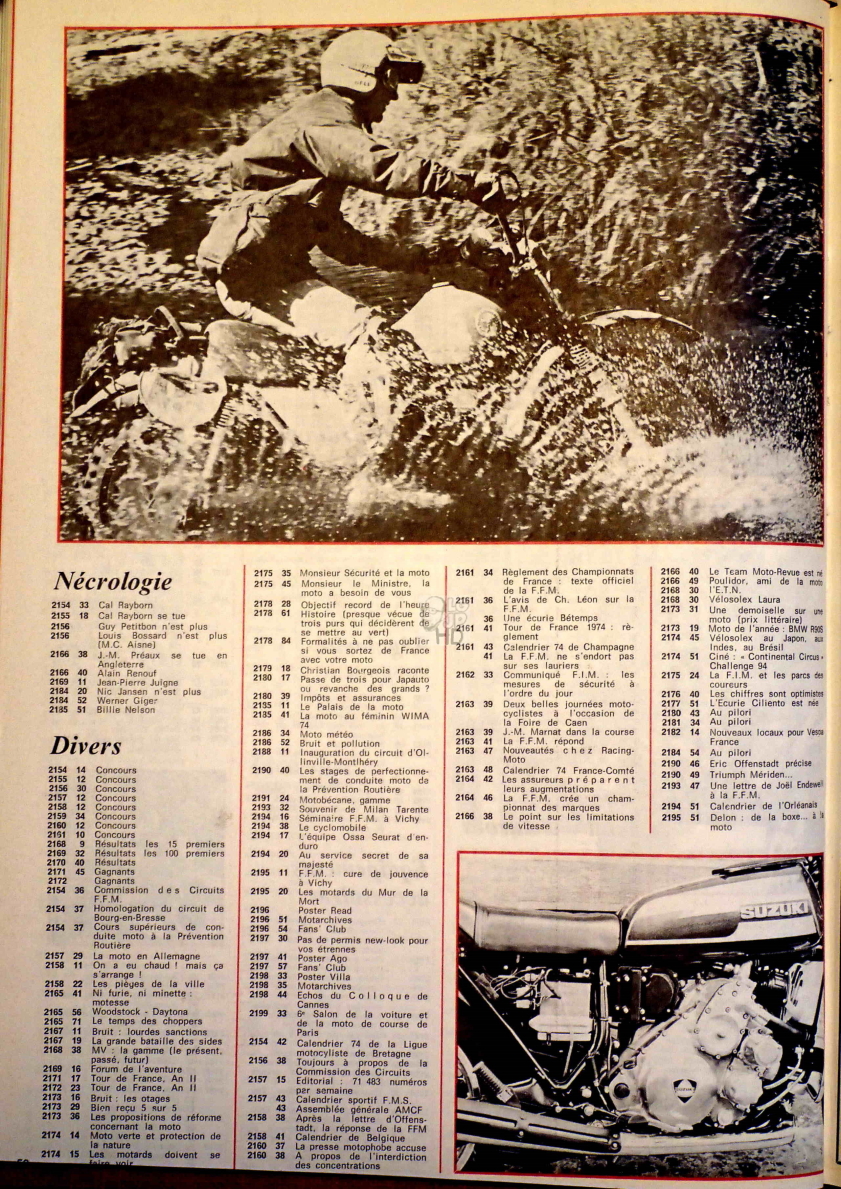 Nécrologie
2154 33 Cal Rayborn
2155 18 Cal Rayborn se tue
2156 Guy Petitbon n'est plus
2156 Louis Bossard n'est plus
(M.C. Aisne)
2166 38 J.-M. Préaux se tue en
Angleterre
2166 40 Alain Renouf
2169 11 Jean-Pierre Juigne
2184 20 Nic Jansen n'est plus
2184 52 Werner Giger
2185 51 Billie Nelson
Divers
2154 14 Concours
2155 12 Concours
2156 30 Concours
2157 12 Concours
2158 12 Concours
2159 34 Concours
2160 12 Concours
2151 10 Concours
2168 9 Résultats les 15 premiers
2169 32 Résultats les 100 premiers
2170 40 Résultats
2171 45 Gagnants
2172 Gagnants
2154 36 Commission des Circuits
F.F.M.
2154 37 Homologation du circuit de
Bourg-en-Bresse
2154 37 Cours supérieurs de con-
duite moto à la Prévention
Routière
2157 29 La moto en Allemagne
2158 11 On a eu chaud ! mais ça
s'arrange !
2158 22 Les pièges de la ville
2165 41 Ni furie, ni minette :
motesse
2165 56 Woodstock - Daytona
2165 71 Le temps des choppers
2167 11 Bruit : lourdes sanctions
2167 19 La grande bataille des sides
2168 38 MV : la gamme (le présent,
passé, futur)
2169 16 Forum de l'aventure
2171 17 Tour de France, An II
2172 23 Tour de France, An II
2173 16 Bruit : les otages
2173 29 Bien reçu 5 sur 5
2173 36 Les propositions de réforme
concernant la moto
2174 14 Moto verte et protection de
la nature
2174 15 Les motards doivent se
faire voir
2175 35 Monsieur Sécurité et la moto
2175 45 Monsieur le Ministre, la
moto a besoin de vous
2178 28 Objectif record de l'heure
2178 61 Histoire (presque vécue de
trois purs qui décidèrent de
se mettre au vert)
2178 84 Formalités à ne pas oublier
si vous sortez de France
avec votre moto
2179 18 Christian Bourgeois raconte
2180 17 Passe de trois pour Japauto
ou revanche des grands ?
2180 39 Impôts et assurances
2135 11 Le Palais de la moto
2185 41 La moto au féminin WIMA
74
2186 34 Moto météo
2186 52 Bruit et pollution
2188 11 Inauguration du circuit d'Ol-
linville-Montlhéry
2190 40 Les stages de perfectionne-
ment de conduite moto de
la Prévention Routière
2191 24 Motobécane, gamme
2193 32 Souvenir de Milan Tarente
2194 16 Séminaire F.F.M. à Vichy
2194 38 Le cyclomobile
2194 17 L'équipe Ossa Seurat d'en-
duro
2194 20 Au service secret de sa
majesté
2195 11 F.F.M. : cure de jouvence
à Vichy
2195 20 Les motards du Mur de la
Mort
2196 Poster Read
2196 51 Motarchives
2196 54 Fans' Club
2197 30 Pas de permis new-look pour
vos étrennes
2197 41 Poster Ago
2197 57 Fans' Club
2198 33 Poster Villa
2198 35 Motarchives
2198 44 Echos du Colloque de
Cannes
2199 33 6e Salon de la voiture et
de la moto de course de
Paris
2154 42 Calendrier 74 de la Ligue
motocyliste de Bretagne
2156 38 Toujours à propos de la
Commission des Circuits
2157 15 Editorial : 71 483 numéros
par semaine
2157 43 Calendrier sportif F.M.S.
43 Assemblée générale AMCF
2158 38 Après la lettre d'Offens-
tadt, la réponse de la FFM
2158 41 Calendrier de Belgique
2160 37 La presse motophobe accuse
2160 38 A propos de l'interdiction
des concentrations
2161 34 Règlement des Championnats
de France : texte officiel
de la F.F.M.
2161 36 L'avis de Ch. Léon sur la
F.F.M.
36 Une écurie Bétemps
2161 41 Tour de France 1974 : rè-
glement
2161 43 Calendrier 74 de Champagne
41 La F.F.M. ne s'endort pas
sur ses lauriers
2162 33 Communiqué F.I.M. : les
mesures de sécurité à
l'ordre du jour
2163 39 Deux belles journées moto-
cyclistes à l'occasion de
la Foire de Caen
2163 39 J.-M. Marnat dans la course
2163 41 La F.F.M. répond
2163 47 Nouveautés chez Racing-
Moto
2163 48 Calendrier 74 France-Comté
2164 42 Les assureurs préparent
leurs augmentations
2164 46 La F.F.M. crée un cham-
pionnat des marques
2166 38 Le point sur les limitations
de vitesse
2166 40 Le Team Moto-Revue est né
2166 49 Poulidor, ami de la moto
2168 30 l'E.T.N.
2168 30 Vélosolex Laura
2173 31 Une demoiselle sur une
moto (prix littéraire)
2173 19 Moto de l'année : BMW R90S
2174 45 Vélosolex au Japon, aux
Indes, au Brésil
2174 51 Ciné : « Continental Circus »
Challenge 94
2175 24 La F.I.M. et les parcs des
coureurs
2176 40 Les chiffres sont optimistes
2177 51 L'Ecurie Ciliento est née
2180 43 Au pilori
2181 34 Au pilori
2182 14 Nouveaux locaux pour Vespa
France
2184 54 Au pilori
2190 46 Eric Offenstadt précise
2190 49 Triumph Mériden...
2193 47 Une lettre de Joël Endewell
à la F.F.M.
2194 51 Calendrier de l'Orléanais
2195 51 Delon : de la boxe... à la
moto
SUZUKI